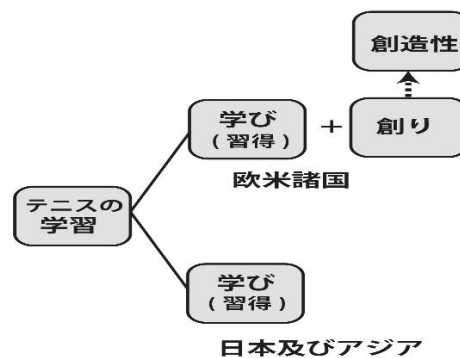 創造性
学び
(習得)
+
創り
欧米諸国
テニスの
学習
学び
(習得)
日本及びアジア